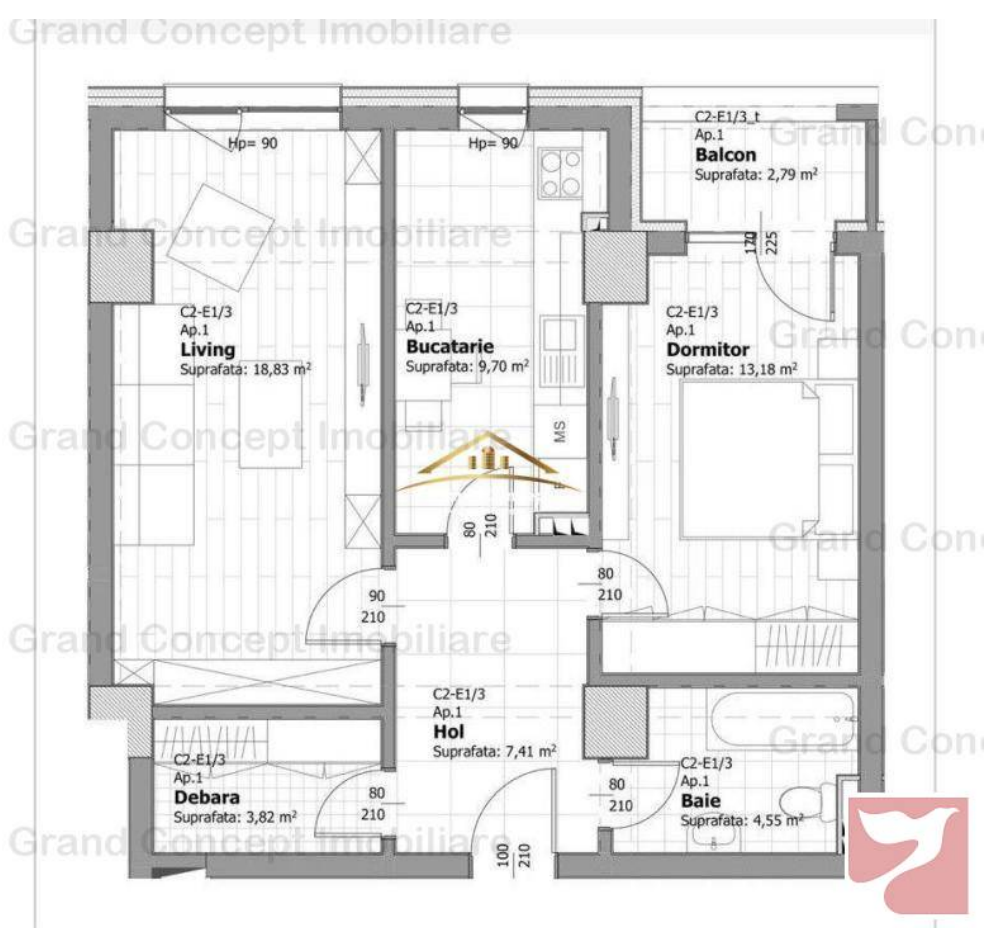 Grand Concept Imobiliare
C2-E1/3_t
Ap.1
Balcon
Suprafata: 2,79 m²
Grand Conc
Hp= 90
Hp= 90
Grand Concept Imobiliare
170
225
C2-E1/3
Ap.1
Living
Suprafata: 18,83 m²
C2-E1/3
Ap.1
Bucatarie
Suprafata: 9,70 m²
C2-E1/3
Ap.1
Dormitor
Suprafata: 13,18 m²
Grand Conc
Grand Concept Imobiliare
MS
80
210
Grand Conc
90
210
80
210
Grand Concept Imobiliare
C2-E1/3
Ap.1
Hol
Suprafata: 7,41 m²
Grand Conc
C2-E1/3
Ap.1
Debara
Suprafata: 3,82 m²
80
210
80
210
C2-E1/3
Ap.1
Baie
Suprafata: 4,55 m²
Grand Concept Imobiliare
100
210